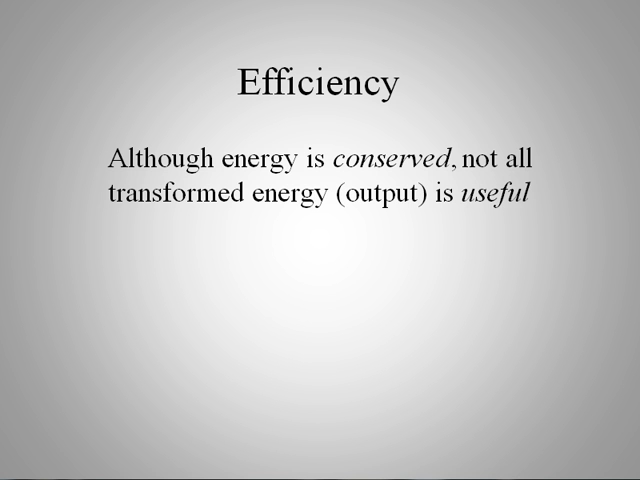 Efficiency
Although energy is conserved, not all
transformed energy (output) is useful